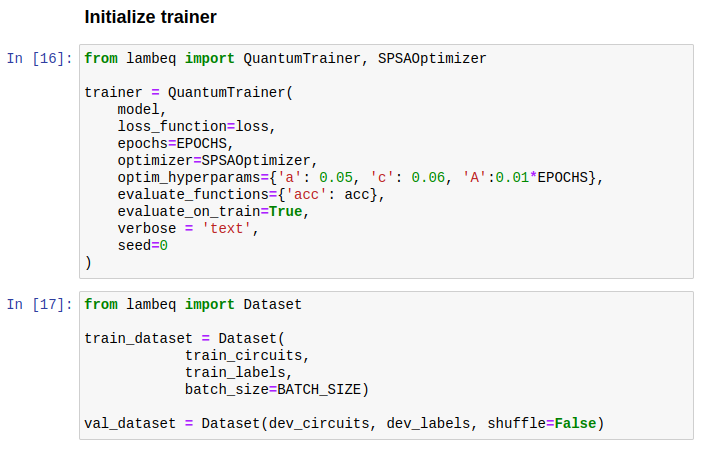 Initialize trainer
In [16]: from lambeq import QuantumTrainer, SPSAOptimizer
trainer = QuantumTrainer(
model,
loss_function=loss,
epochs=EPOCHS,
optimizer=SPSAOptimizer,
optim_hyperparams={'a': 0.05, 'c': 0.06, 'A':0.01*EPOCHS},
evaluate_functions={'acc': acc},
evaluate_on_train=True,
verbose = 'text',
seed=0
)
In [17]: from lambeq import Dataset
train_dataset = Dataset(
train_circuits,
train_labels,
batch_size=BATCH_SIZE)
val_dataset = Dataset(dev_circuits, dev_labels, shuffle=False)